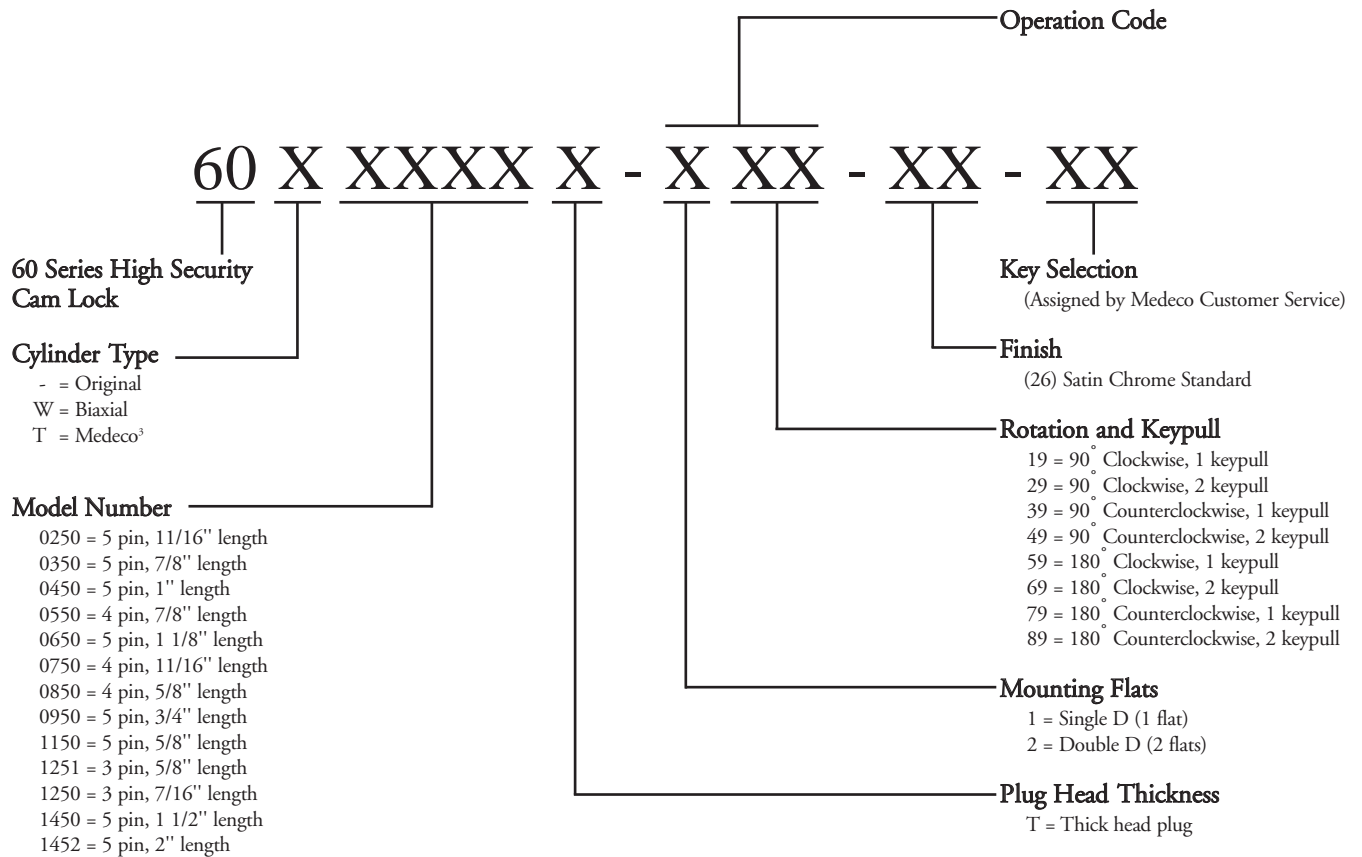 Operation Code
60 X XXXX X - X XX - XX - XX
60 Series High Security
Cam Lock
Cylinder Type
- = Original
W = Biaxial
T = Medeco³
Model Number
0250 = 5 pin, 11/16" length
0350 = 5 pin, 7/8" length
0450 = 5 pin, 1" length
0550 = 4 pin, 7/8" length
0650 = 5 pin, 1 1/8" length
0750 = 4 pin, 11/16" length
0850 = 4 pin, 5/8" length
0950 = 5 pin, 3/4" length
1150 = 5 pin, 5/8" length
1251 = 3 pin, 5/8" length
1250 = 3 pin, 7/16" length
1450 = 5 pin, 1 1/2" length
1452 = 5 pin, 2" length
Key Selection
(Assigned by Medeco Customer Service)
Finish
(26) Satin Chrome Standard
Rotation and Keypull
19 = 90° Clockwise, 1 keypull
29 = 90° Clockwise, 2 keypull
39 = 90° Counterclockwise, 1 keypull
49 = 90° Counterclockwise, 2 keypull
59 = 180° Clockwise, 1 keypull
69 = 180° Clockwise, 2 keypull
79 = 180° Counterclockwise, 1 keypull
89 = 180° Counterclockwise, 2 keypull
Mounting Flats
1 = Single D (1 flat)
2 = Double D (2 flats)
Plug Head Thickness
T = Thick head plug